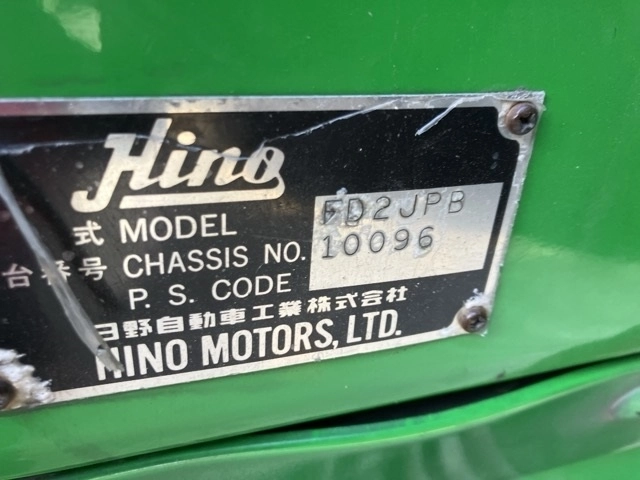 Hino
式 MODEL FD2JPB
台番号 CHASSIS NO. 10096
P. S. CODE
日野自動車工業株式会社
HINO MOTORS, LTD.